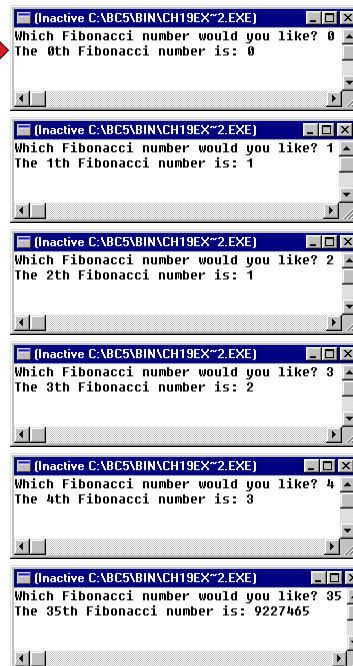 (Inactive C:\BC5\BIN\CH19EX~2.EXE)
Which Fibonacci number would you like? 0
The 0th Fibonacci number is: 0
(Inactive C:\BC5\BIN\CH19EX~2.EXE)
Which Fibonacci number would you like? 1
The 1th Fibonacci number is: 1
(Inactive C:\BC5\BIN\CH19EX~2.EXE)
Which Fibonacci number would you like? 2
The 2th Fibonacci number is: 1
(Inactive C:\BC5\BIN\CH19EX~2.EXE)
Which Fibonacci number would you like? 3
The 3th Fibonacci number is: 2
(Inactive C:\BC5\BIN\CH19EX~2.EXE)
Which Fibonacci number would you like? 4
The 4th Fibonacci number is: 3
(Inactive C:\BC5\BIN\CH19EX~2.EXE)
Which Fibonacci number would you like? 35
The 35th Fibonacci number is: 9227465